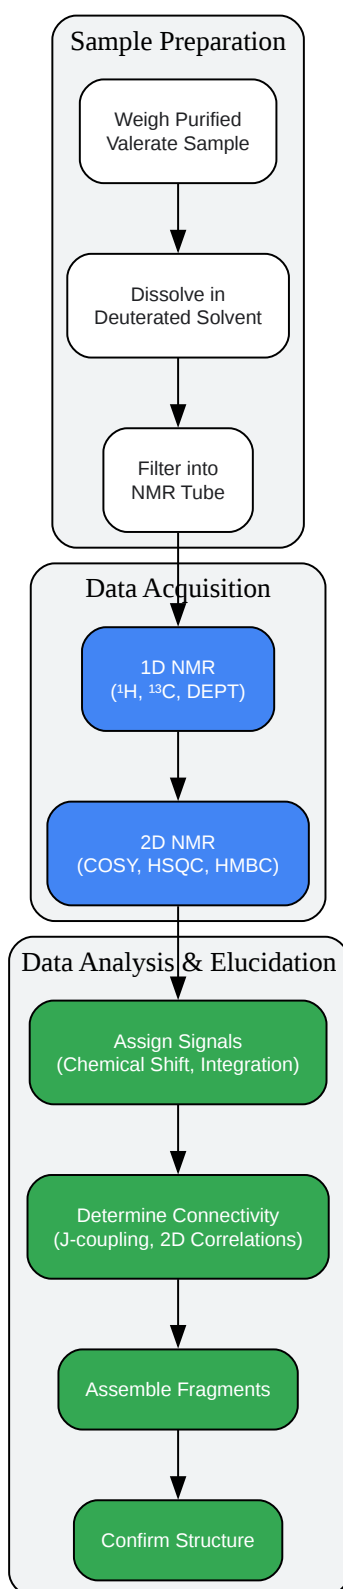 Sample Preparation
Weigh Purified
Valerate Sample
Dissolve in
Deuterated Solvent
Filter into
NMR Tube
Data Acquisition
1D NMR
(¹H, ¹³C, DEPT)
2D NMR
(COSY, HSQC, HMBC)
Data Analysis & Elucidation
Assign Signals
(Chemical Shift, Integration)
Determine Connectivity
(J-coupling, 2D Correlations)
Assemble Fragments
Confirm Structure